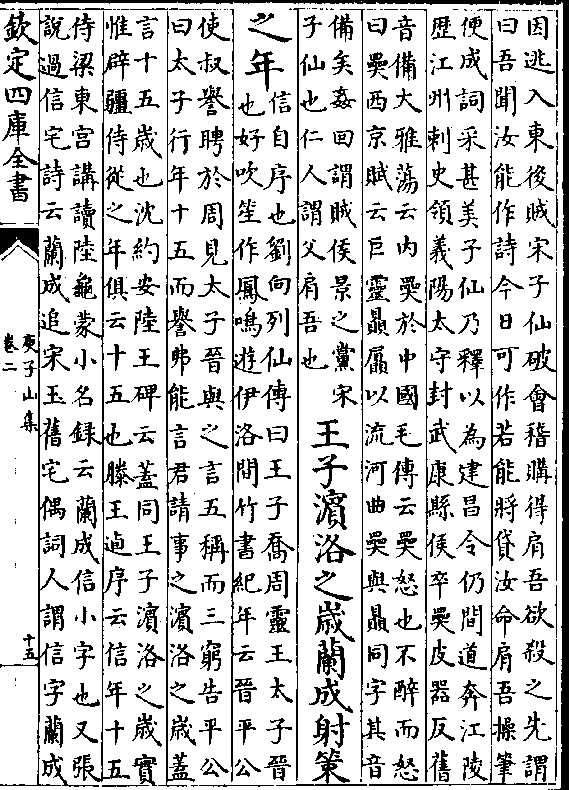 因逃入東後賊宋子仙破會稽購得肩吾欲殺之先謂
曰吾聞汝能作詩今日可作若能將貸汝命肩吾操筆
便成詞采甚美子仙乃釋以為建昌令仍間道奔江陵
歴江州刺史領義陽太守封武康縣侯卒㚅皮器反舊
音備大雅蕩云内㚅於中國毛傳云㚅怒也不醉而怒
曰㚅西京賦云巨靈贔屭以流河曲㚅與贔同字其音
備矣姦回謂賊侯景之黨宋
子仙也仁人謂父肩吾也
王子濵洛之嵗蘭成射策
之年
信自序也劉向列仙傳曰王子喬周靈王太子晉
也好吹笙作鳳鳴遊伊洛間竹書紀年云晉平公
使叔譽聘於周見太子晉與之言五稱而三窮告平公
曰太子行年十五而譽弗能言君請事之濵洛之嵗蓋
言十五嵗也沈約安陸王碑云蓋同王子濵洛之嵗實
惟辟疆侍從之年俱云十五也滕王逌序云信年十五
侍梁東宫講讀陸龜蒙小名録云蘭成信小字也又張
說過信宅詩云蘭成追宋玉舊宅偶詞人謂信字蘭成
欽定四庫全書
庾子山集
卷二
十五